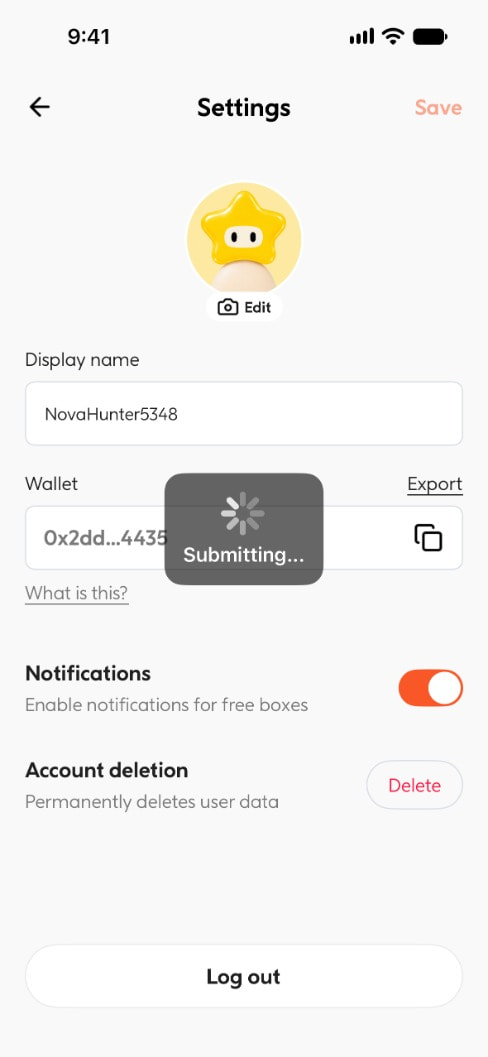 9:41
Settings
Save
Edit
Display name
NovaHunter5348
Wallet
Export
0x2dd...4435
Submitting...
What is this?
Notifications
Enable notifications for free boxes
Account deletion
Permanently deletes user data
Delete
Log out